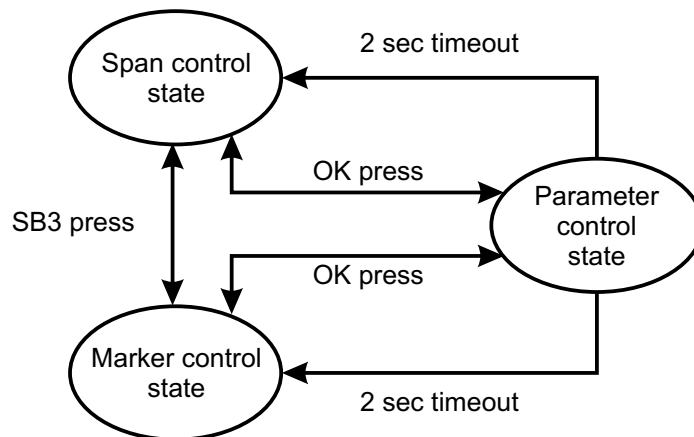 Span control
state
2 sec timeout
OK press
Parameter
control
state
SB3 press
OK press
Marker control
state
2 sec timeout